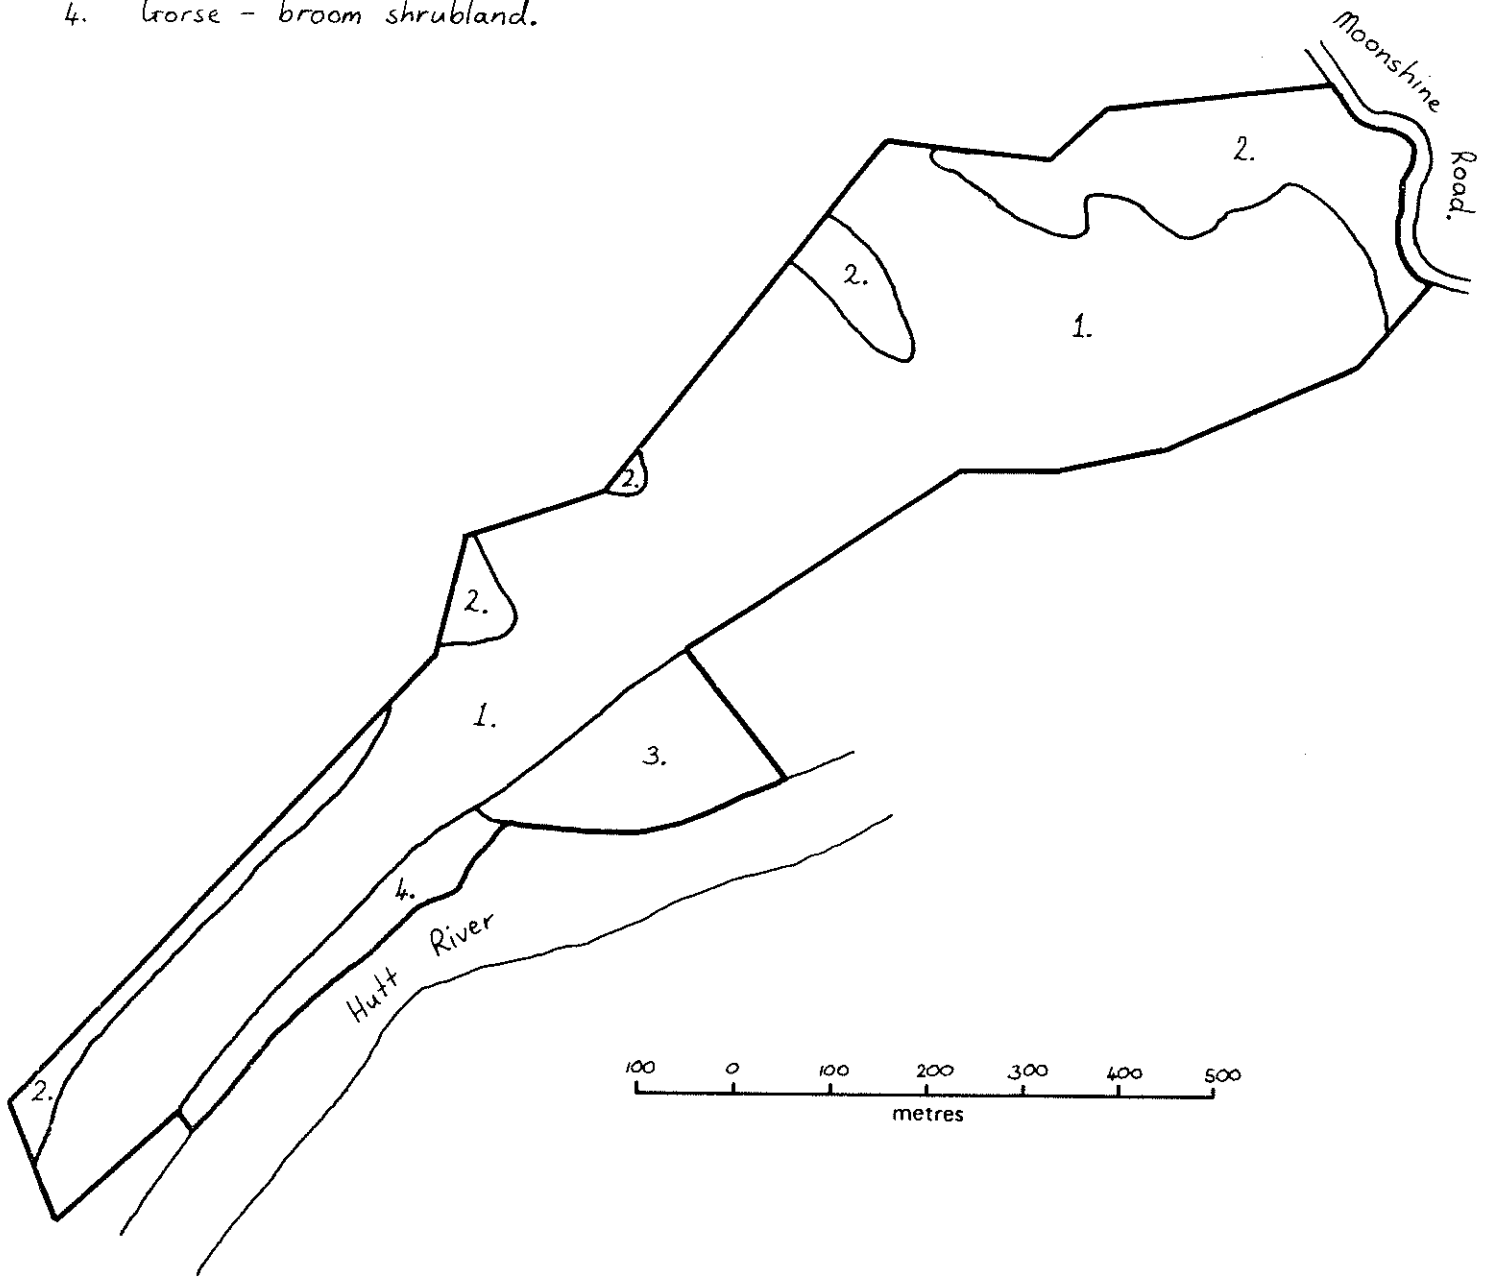 4. Gorse - broom shrubland.
Moonshine
Road.
2.
2.
1.
2.
2.
1.
3.
4.
Hutt River
2.
100 0 100 200 300 400 500
metres